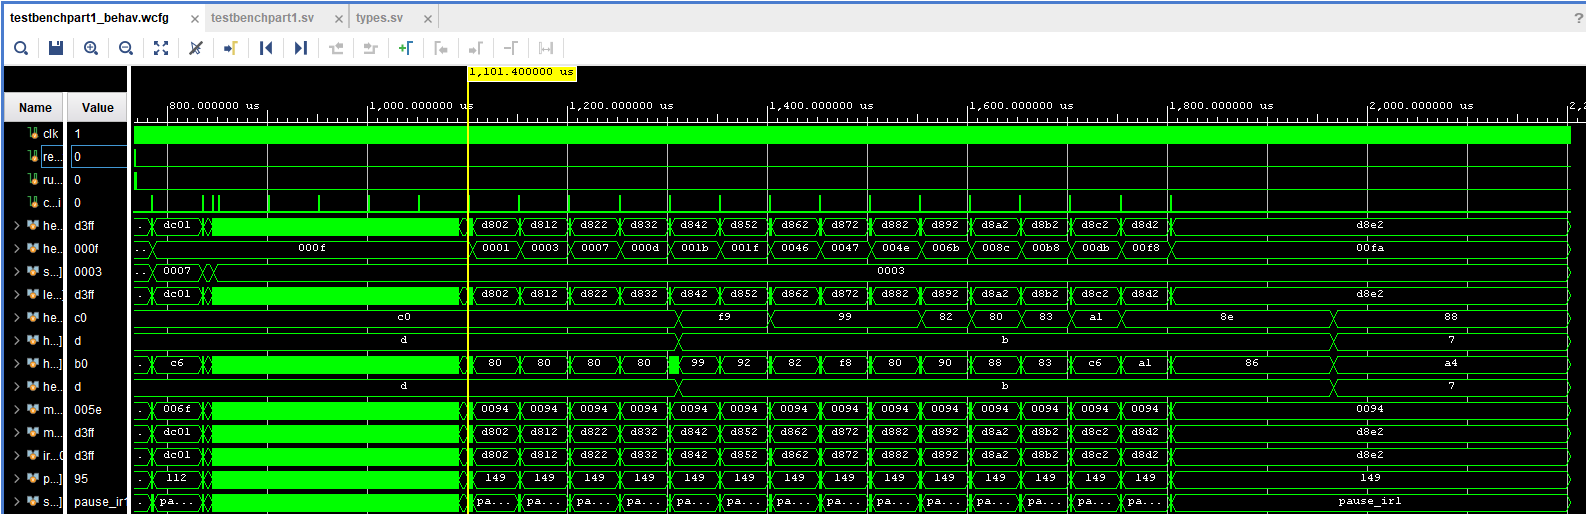 testbenchpart1_behav.wcfg × testbenchpart1.sv × types.sv × ?
1,101.400000 us
800.000000 us 1,000.000000 us 1,200.000000 us 1,400.000000 us 1,600.000000 us 1,800.000000 us 2,000.000000 us 2,2
Name Value
clk 1
re... 0
ru... 0
c...i 0
he... d3ff dc01 d802 d812 d822 d832 d842 d852 d862 d872 d882 d892 d8a2 d8b2 d8c2 d8d2 d8e2
he... 000f ... 000f 0001 0003 0007 000d 001b 001f 0046 0047 004e 006b 008c 00b8 00db 00f8 00fa
s...] 0003 ... 0007 0003
le...] d3ff dc01 d802 d812 d822 d832 d842 d852 d862 d872 d882 d892 d8a2 d8b2 d8c2 d8d2 d8e2
he... c0 c0 f9 99 82 80 83 a1 8e 88
h...] d d b 7
h...] b0 c6 80 80 80 80 99 92 82 f8 80 90 88 83 c6 a1 86 a4
he... d d b 7
m... 005e 006f 0094 0094 0094 0094 0094 0094 0094 0094 0094 0094 0094 0094 0094 0094 0094
m... d3ff dc01 d802 d812 d822 d832 d842 d852 d862 d872 d882 d892 d8a2 d8b2 d8c2 d8d2 d8e2
ir...0 d3ff dc01 d802 d812 d822 d832 d842 d852 d862 d872 d882 d892 d8a2 d8b2 d8c2 d8d2 d8e2
p...] 95 112 149 149 149 149 149 149 149 149 149 149 149 149 149 149 149
s...] pause_ir1 pa... pa... pa... pa... pa... pa... pa... pa... pa... pa... pa... pa... pa... pa... pa... pause_ir1